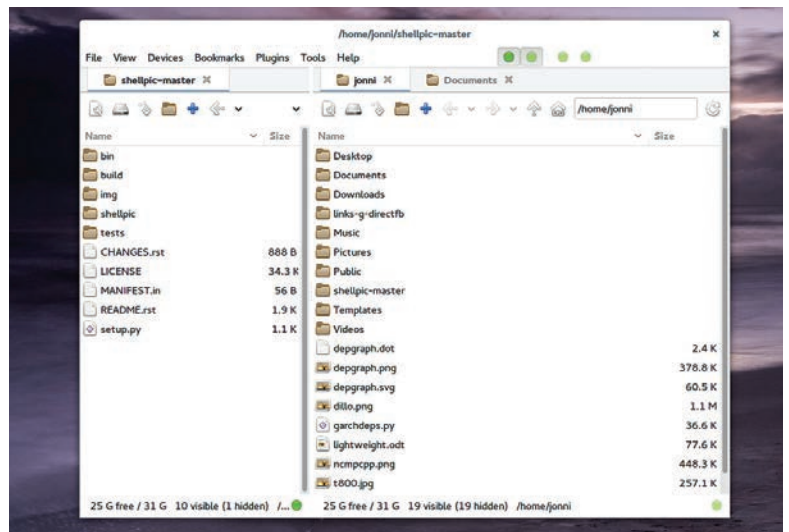 /home/jonni/shellpic-master
File View Devices Bookmarks Plugins Tools Help
shellpic-master
jonni
Documents
/home/jonni
Name Size
bin
build
img
shellpic
tests
CHANGES.rst 888 B
LICENSE 34.3 K
MANIFEST.in 56 B
README.rst 1.9 K
setup.py 1.1 K
25 G free / 31 G 10 visible (1 hidden) /...
Name Size
Desktop
Documents
Downloads
links-g-directfb
Music
Pictures
Public
shellpic-master
Templates
Videos
depgraph.dot 2.4 K
depgraph.png 378.8 K
depgraph.svg 60.5 K
dillo.png 1.1 M
garchdeps.py 36.6 K
lightweight.odt 77.6 K
ncmpcpp.png 448.3 K
t800.jpg 257.1 K
25 G free / 31 G 19 visible (19 hidden) /home/jonni